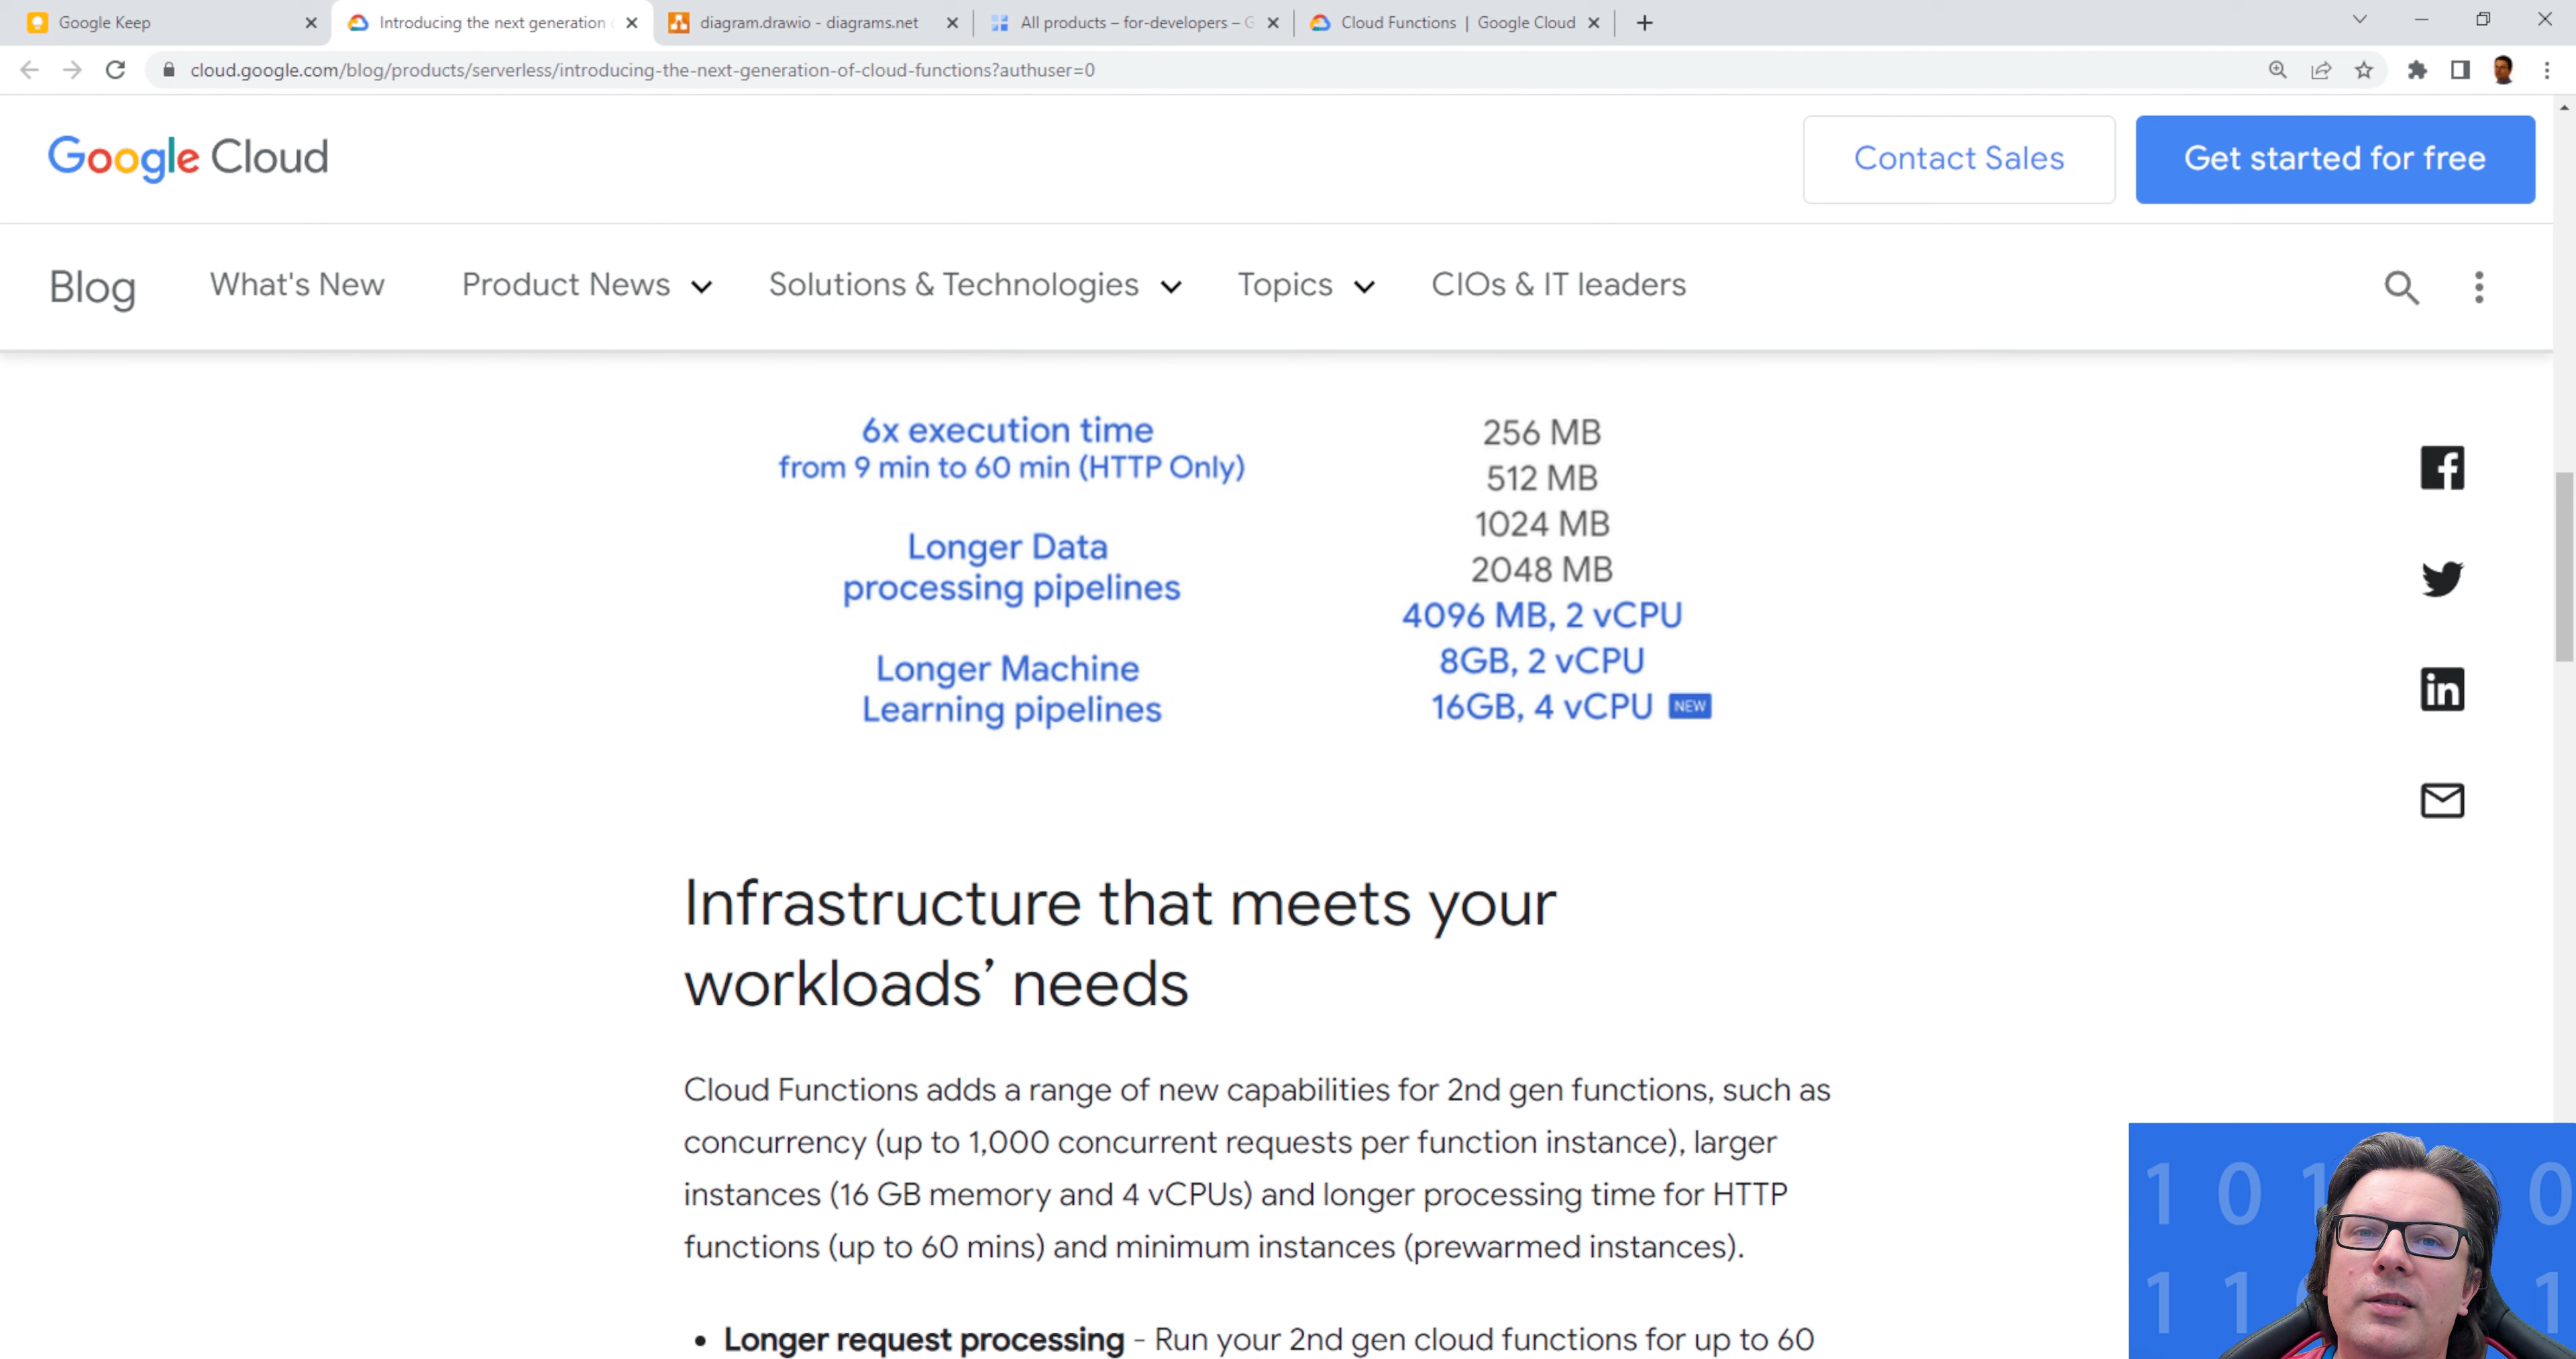 Google Keep
Introducing the next generation
diagram.drawio - diagrams.net
All products – for-developers – G
Cloud Functions | Google Cloud
cloud.google.com/blog/products/serverless/introducing-the-next-generation-of-cloud-functions?authuser=0
Google Cloud
Contact Sales
Get started for free
Blog
What's New
Product News
Solutions & Technologies
Topics
CIOs & IT leaders
6x execution time
from 9 min to 60 min (HTTP Only)
Longer Data
processing pipelines
Longer Machine
Learning pipelines
256 MB
512 MB
1024 MB
2048 MB
4096 MB, 2 vCPU
8GB, 2 vCPU
16GB, 4 vCPU NEW
Infrastructure that meets your
workloads’ needs
Cloud Functions adds a range of new capabilities for 2nd gen functions, such as
concurrency (up to 1,000 concurrent requests per function instance), larger
instances (16 GB memory and 4 vCPUs) and longer processing time for HTTP
functions (up to 60 mins) and minimum instances (prewarmed instances).
• Longer request processing - Run your 2nd gen cloud functions for up to 60